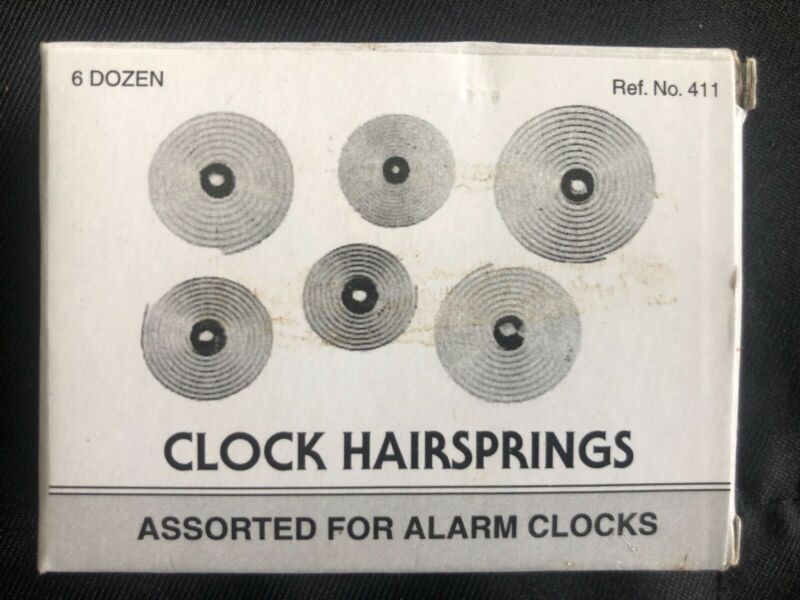 6 DOZEN
Ref. No. 411
CLOCK HAIRSPRINGS
ASSORTED FOR ALARM CLOCKS